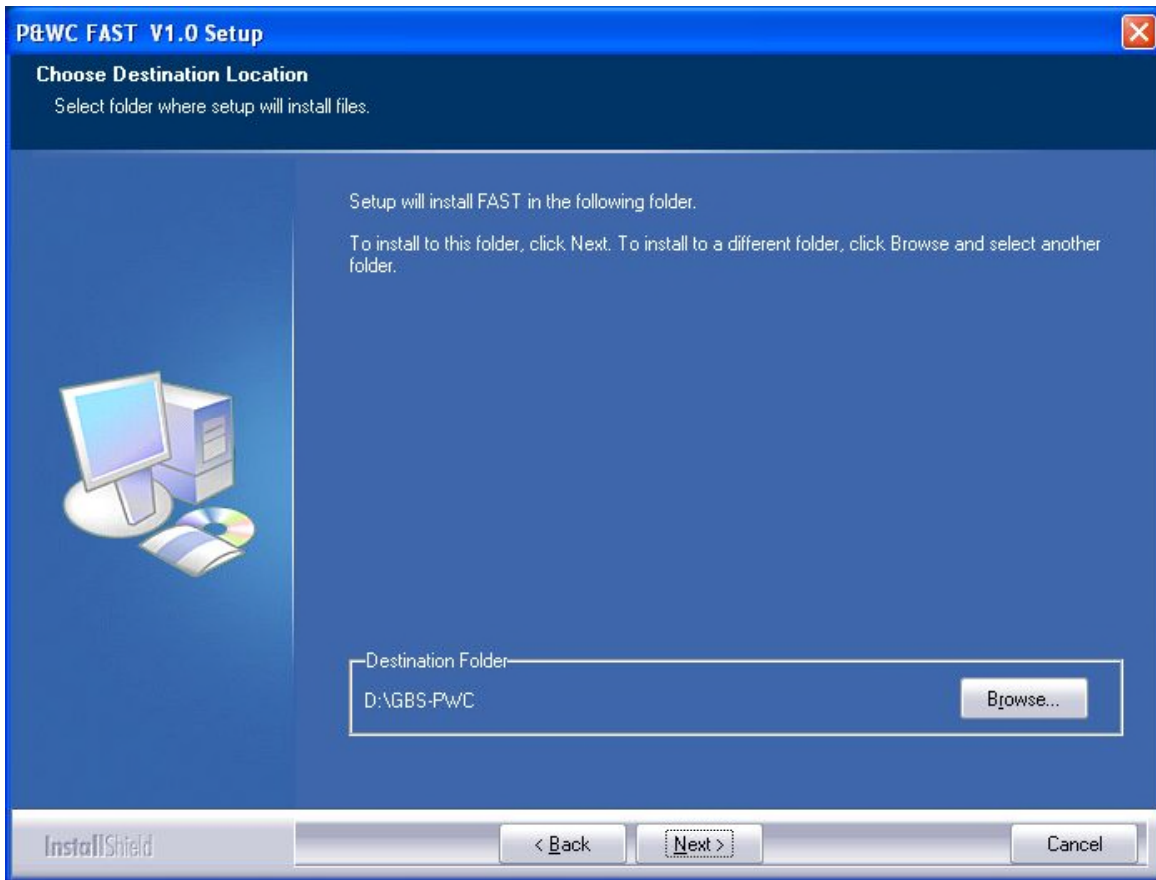 P&WC FAST V1.0 Setup
Choose Destination Location
Select folder where setup will install files.
Setup will install FAST in the following folder.
To install to this folder, click Next. To install to a different folder, click Browse and select another
folder.
Destination Folder
D:\GBS-PWC
Browse...
InstallShield
< Back
Next >
Cancel